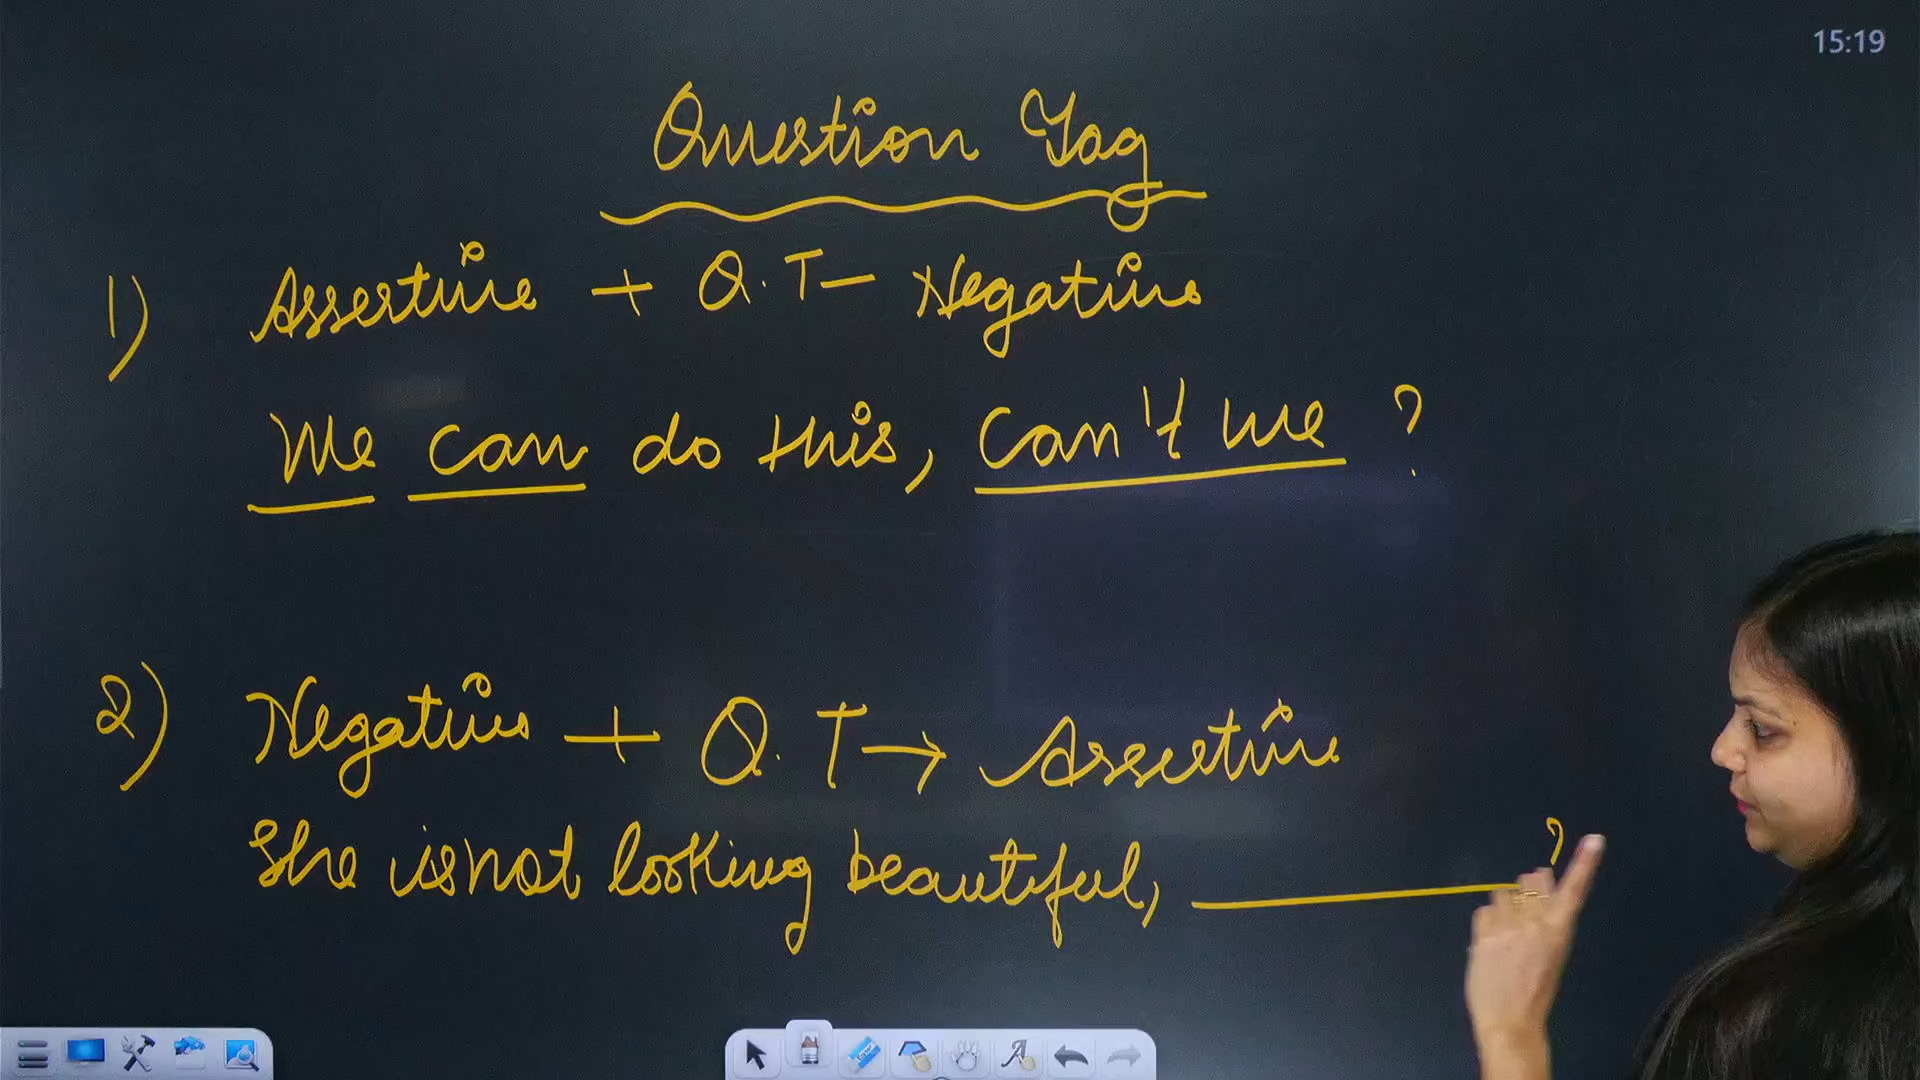 15:19
Question Tag
1) Assertive + Q.T - Negative
We can do this, can't we ?
2) Negative + Q.T → Assertive
She is not looking beautiful, ________?